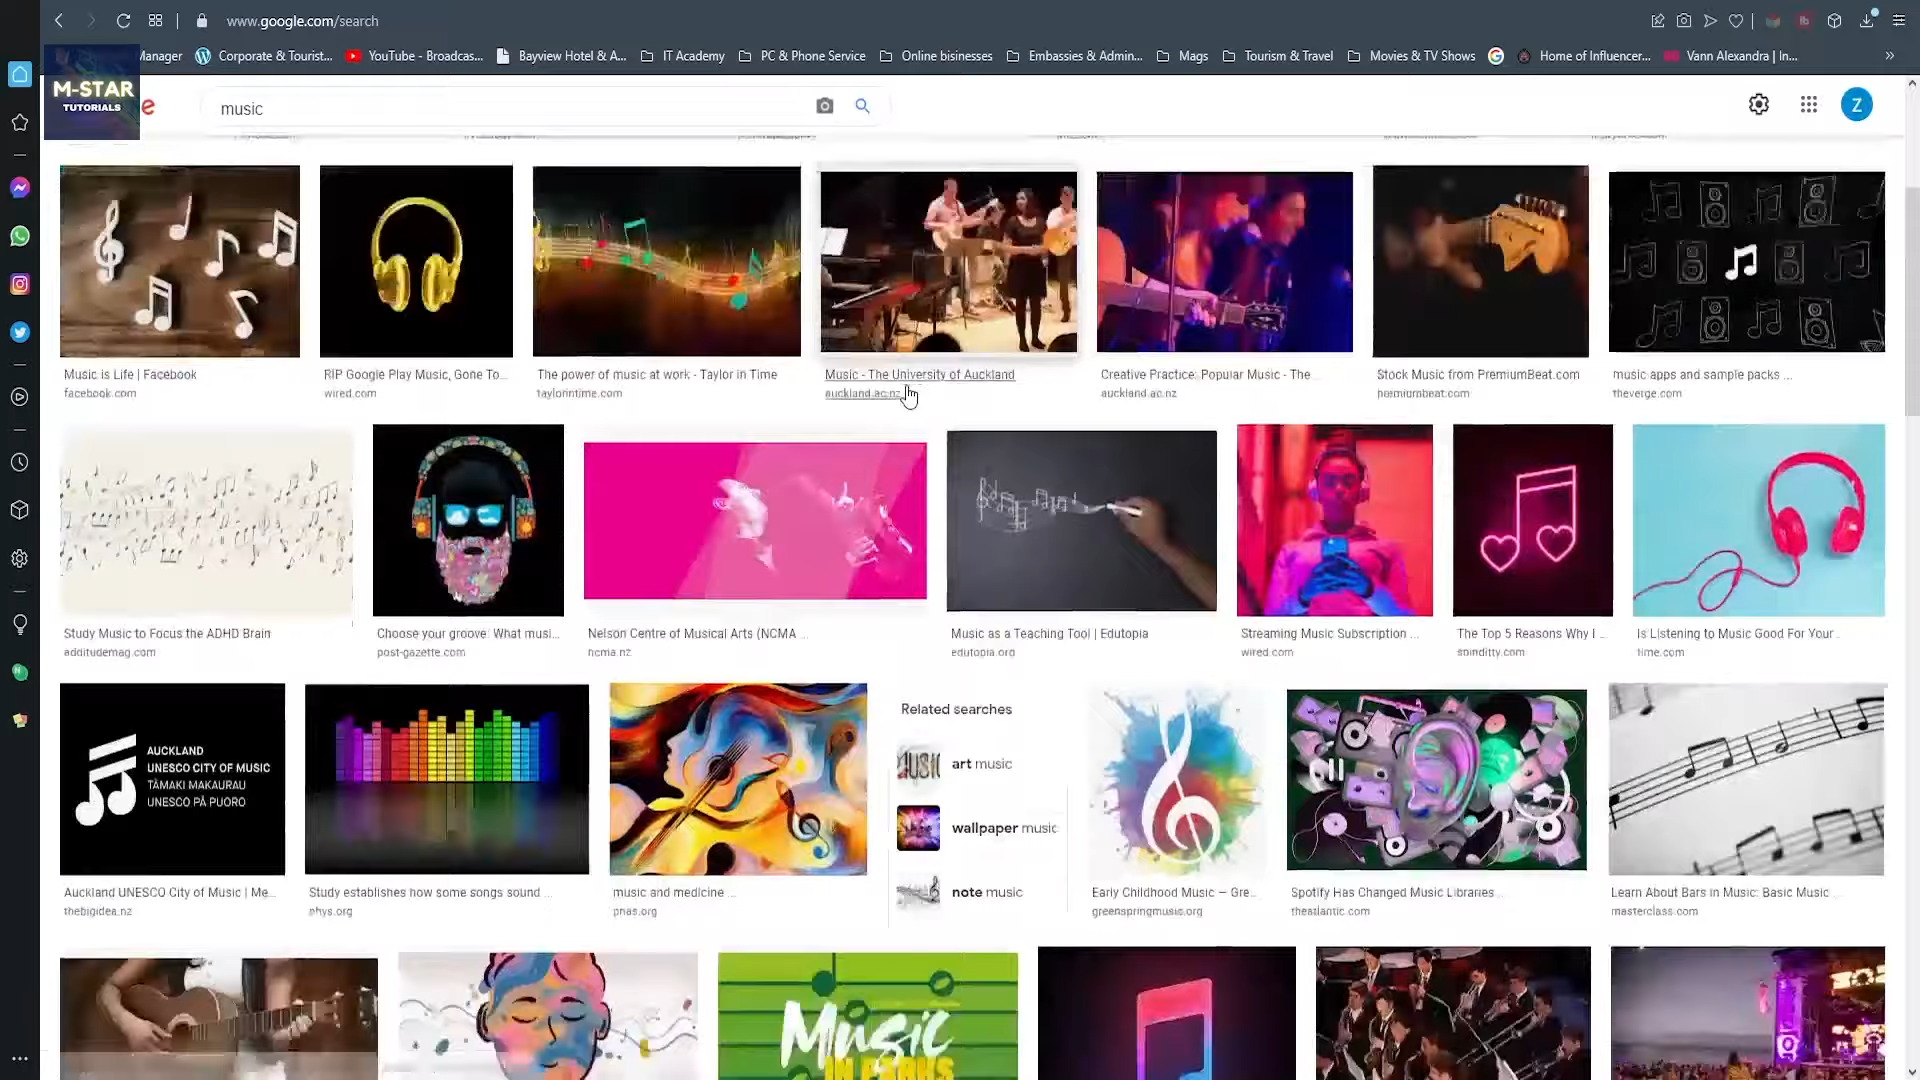 www.google.com/search
Manager
Corporate & Tourist...
YouTube - Broadcas...
Bayview Hotel & A...
IT Academy
PC & Phone Service
Online bisinesses
Embassies & Admin...
Mags
Tourism & Travel
Movies & TV Shows
Home of Influencer...
Vann Alexandra | In...
M-STAR
TUTORIALS
e
music
Z
Music is Life | Facebook
facebook.com
RIP Google Play Music, Gone To...
wired.com
The power of music at work - Taylor in Time
taylorintime.com
Music - The University of Auckland
auckland.ac.nz
Creative Practice: Popular Music - The
auckland.ac.nz
Stock Music from PremiumBeat.com
premiumbeat.com
music apps and sample packs ...
theverge.com
Study Music to Focus the ADHD Brain
additudemag.com
Choose your groove: What musi...
post-gazette.com
Nelson Centre of Musical Arts (NCMA ...
ncma.nz
Music as a Teaching Tool | Edutopia
edutopia.org
Streaming Music Subscription ...
wired.com
The Top 5 Reasons Why I ...
spinditty.com
Is Listening to Music Good For Your
time.com
AUCKLAND
UNESCO CITY OF MUSIC
TĀMAKI MAKAURAU
UNESCO PĀ PUORO
Related searches
MUSIC
art music
wallpaper music
note music
Auckland UNESCO City of Music | Me...
thebigidea.nz
Study establishes how some songs sound ...
phys.org
music and medicine ...
pnas.org
Early Childhood Music — Gre...
greenspringmusic.org
Spotify Has Changed Music Libraries
theatlantic.com
Learn About Bars in Music: Basic Music
masterclass.com
Music
IN PARKS